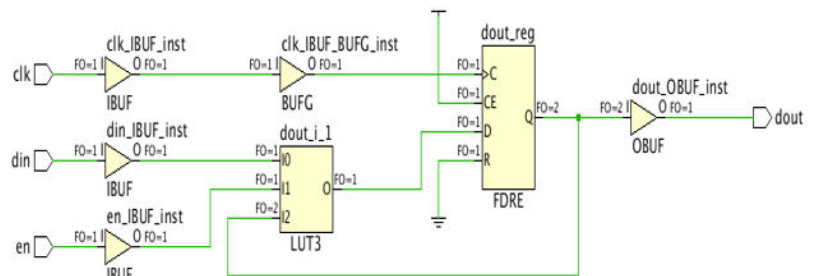 clk_IBUF_inst
clk_IBUF_BUFG_inst
dout_reg
clk
FO=1 I
O FO=1
IBUF
FO=1 I
O FO=1
BUFG
FO=1
C
FO=1
CE
FO=1
D
FO=1
R
Q
FO=2
FDRE
dout_OBUF_inst
FO=2 I
O FO=1
OBUF
dout
din_IBUF_inst
din
FO=1 I
O FO=1
IBUF
dout_i_1
FO=1
I0
FO=1
I1
FO=2
I2
O
FO=1
LUT3
en_IBUF_inst
en
FO=1 I
O FO=1
IBUF